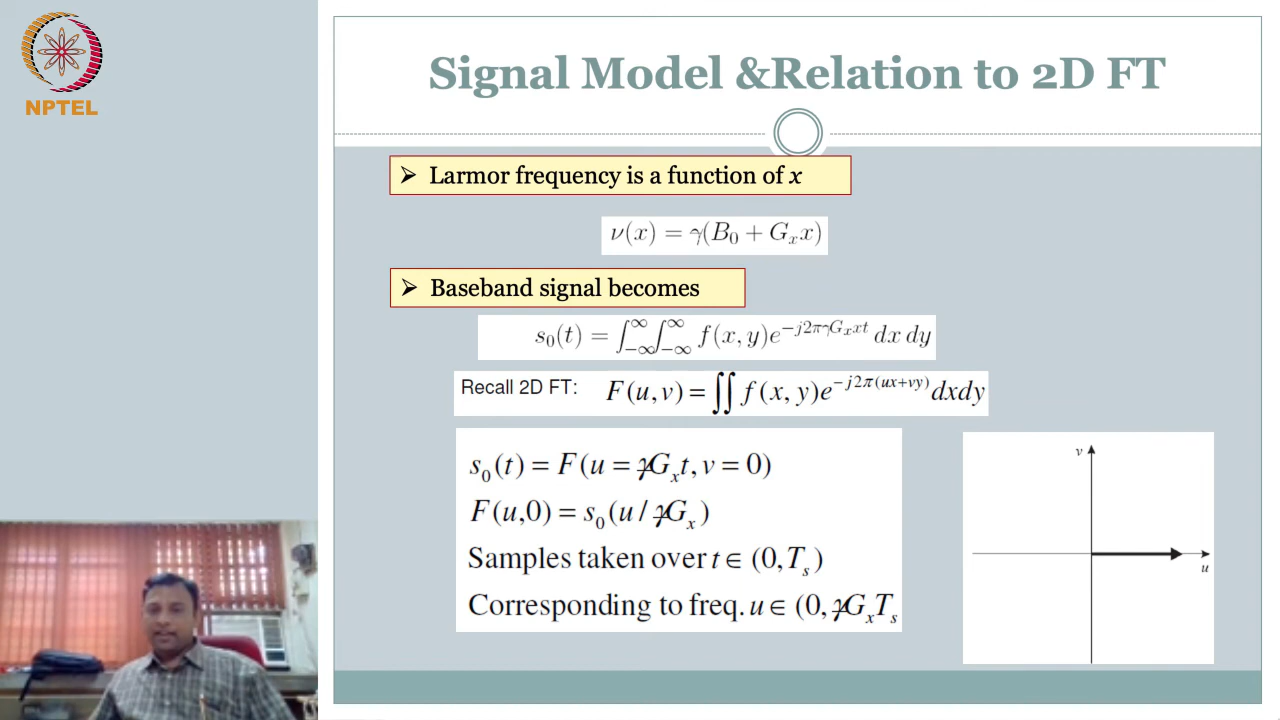 NPTEL
Signal Model &Relation to 2D FT
➢ Larmor frequency is a function of x
ν(x) = γ(B₀ + Gₓx)
➢ Baseband signal becomes
s₀(t) = ∫_{-∞}^{∞}∫_{-∞}^{∞} f(x, y)e^{−j2πγGₓxt} dx dy
Recall 2D FT: F(u,v) = ∬ f(x, y)e^{−j2π(ux+vy)}dxdy
s₀(t) = F(u = γGₓt, v = 0)
F(u,0) = s₀(u / γGₓ)
Samples taken over t ∈ (0,Tₛ)
Corresponding to freq. u ∈ (0, γGₓTₛ
v
u